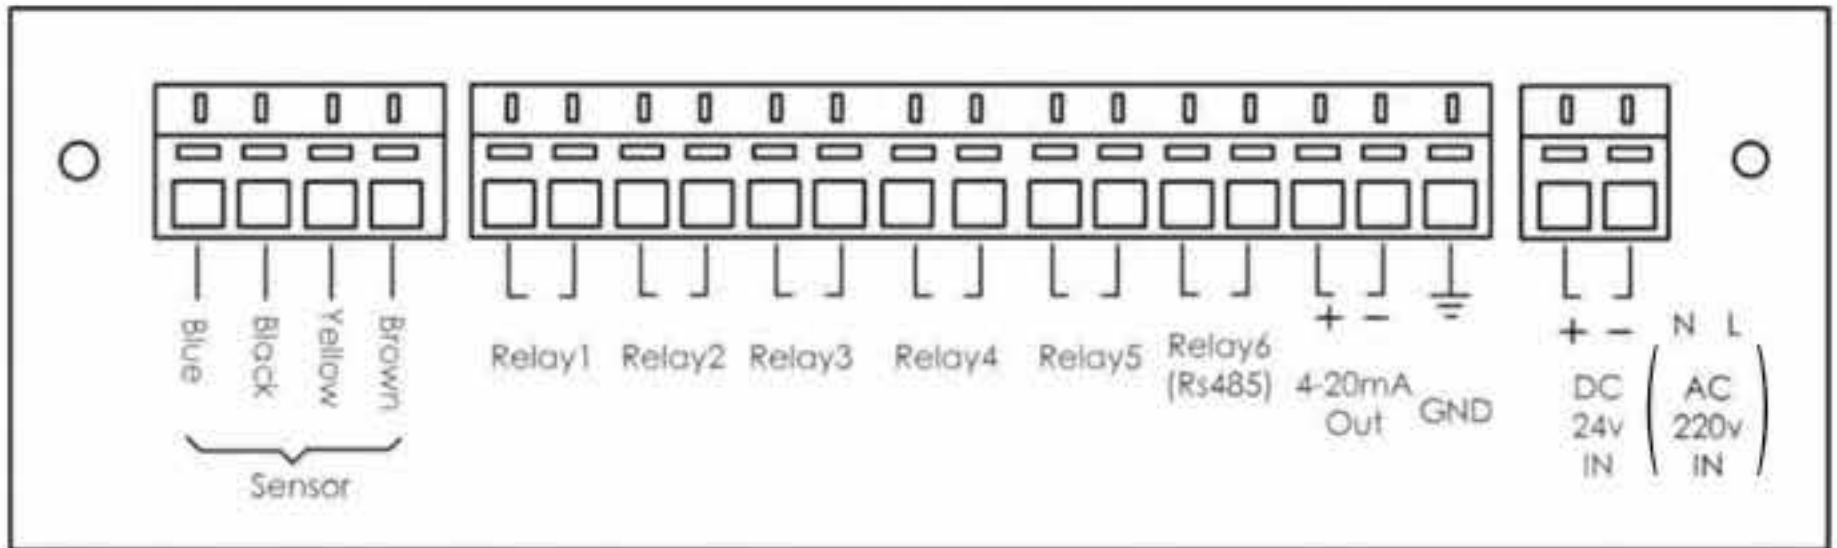 Blue
Black
Yellow
Brown
Sensor
Relay1
Relay2
Relay3
Relay4
Relay5
Relay6
(Rs485)
+ −
4-20mA
Out
GND
+ −
DC
24v
IN
N L
(AC
220v
IN)